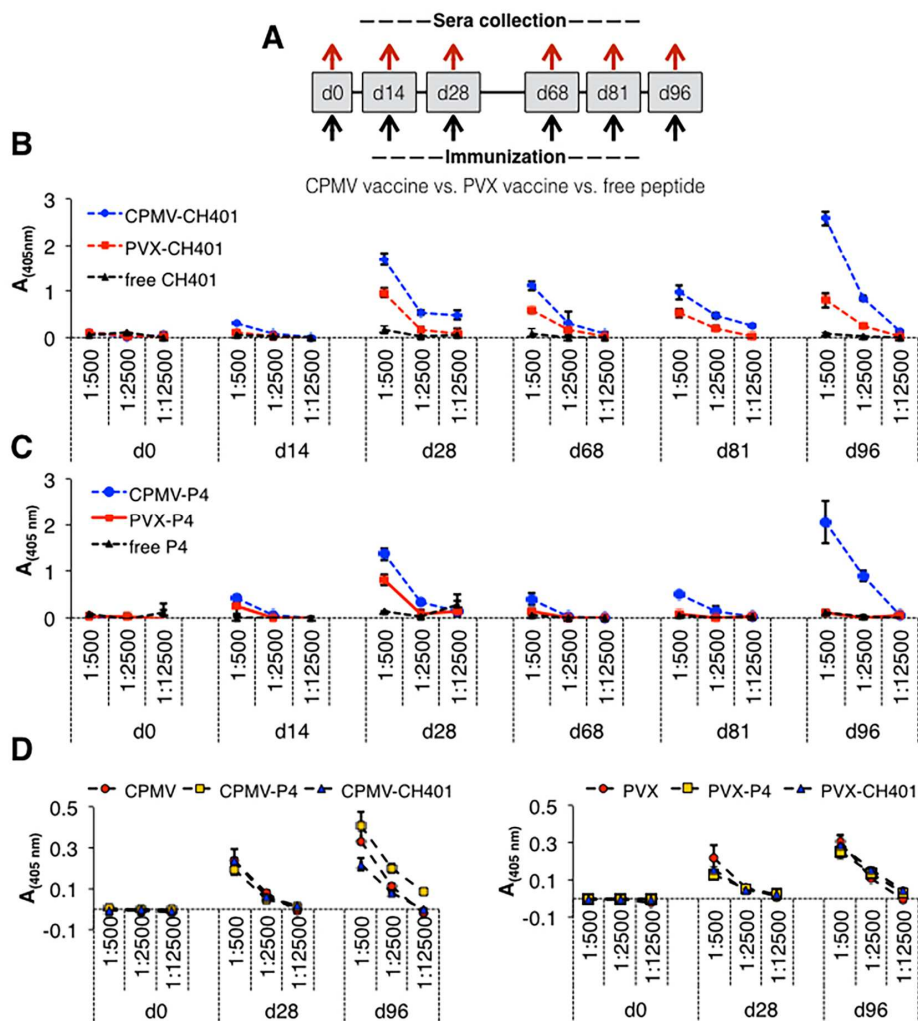 A
Sera collection
d0 d14 d28 d68 d81 d96
Immunization
CPMV vaccine vs. PVX vaccine vs. free peptide
B
3
2
1
0
A(405nm)
CPMV-CH401
PVX-CH401
free CH401
1:500 1:2500 1:12500 1:500 1:2500 1:12500 1:500 1:2500 1:12500 1:500 1:2500 1:12500 1:500 1:2500 1:12500 1:500 1:2500 1:12500
d0 d14 d28 d68 d81 d96
C
3
2
1
0
A(405 nm)
CPMV-P4
PVX-P4
free P4
1:500 1:2500 1:12500 1:500 1:2500 1:12500 1:500 1:2500 1:12500 1:500 1:2500 1:12500 1:500 1:2500 1:12500 1:500 1:2500 1:12500
d0 d14 d28 d68 d81 d96
D
CPMV CPMV-P4 CPMV-CH401
0.5
0.3
0.1
-0.1
A(405 nm)
1:500 1:2500 1:12500 1:500 1:2500 1:12500 1:500 1:2500 1:12500
d0 d28 d96
PVX PVX-P4 PVX-CH401
0.5
0.3
0.1
-0.1
A(405 nm)
1:500 1:2500 1:12500 1:500 1:2500 1:12500 1:500 1:2500 1:12500
d0 d28 d96